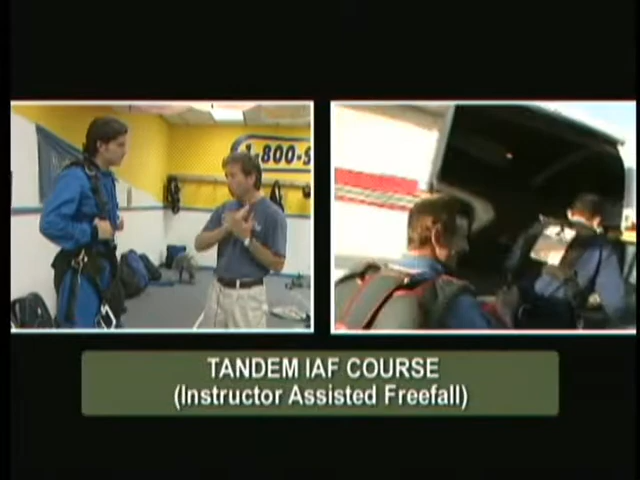 1-800-S
TANDEM IAF COURSE
(Instructor Assisted Freefall)